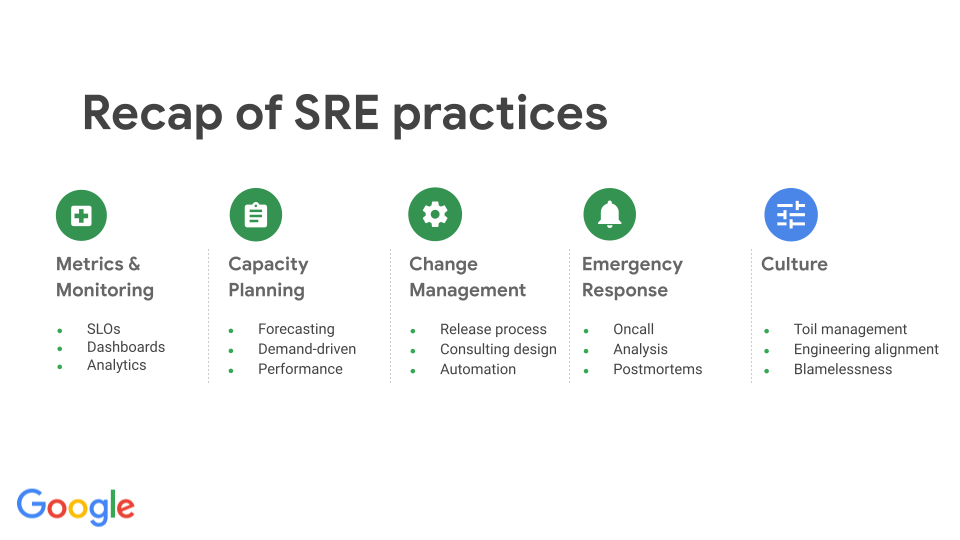 Recap of SRE practices
Metrics &
Monitoring
SLOs
Dashboards
Analytics
Capacity
Planning
Forecasting
Demand-driven
Performance
Change
Management
Release process
Consulting design
Automation
Emergency
Response
Oncall
Analysis
Postmortems
Culture
Toil management
Engineering alignment
Blamelessness
Google